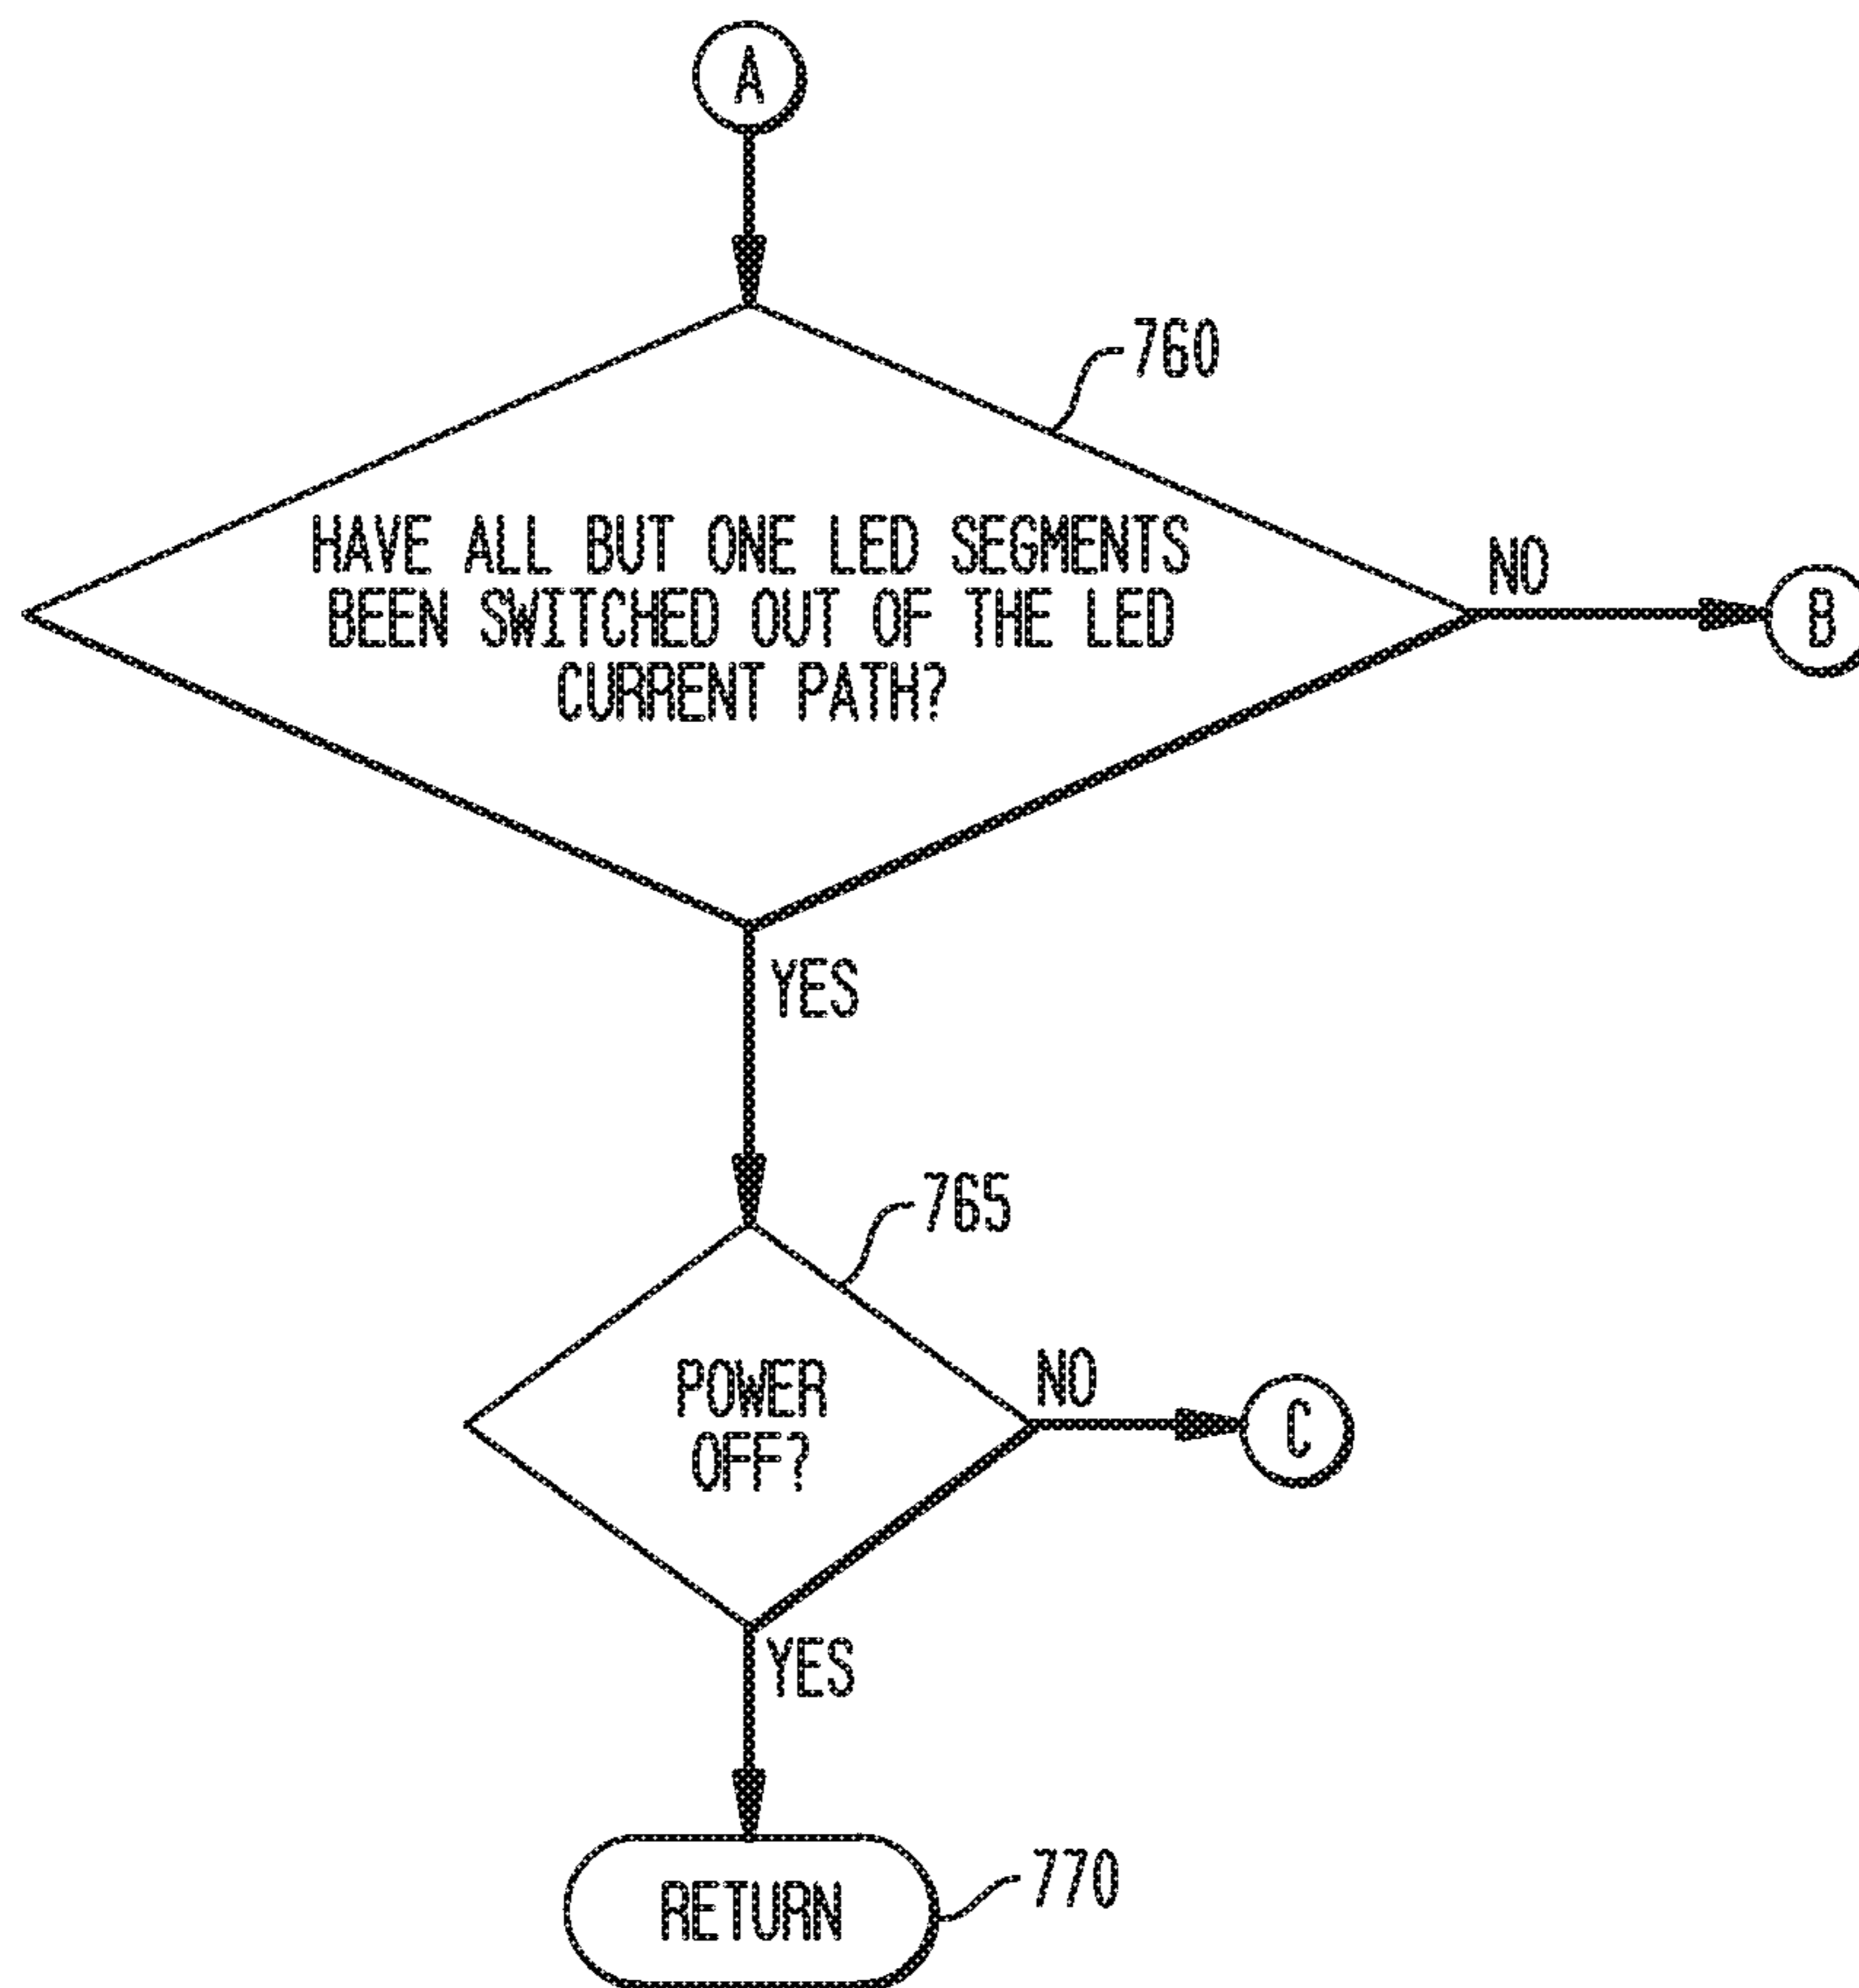 A
760
HAVE ALL BUT ONE LED SEGMENTS
BEEN SWITCHED OUT OF THE LED
CURRENT PATH?
NO
B
YES
765
POWER
OFF?
NO
C
YES
RETURN
770